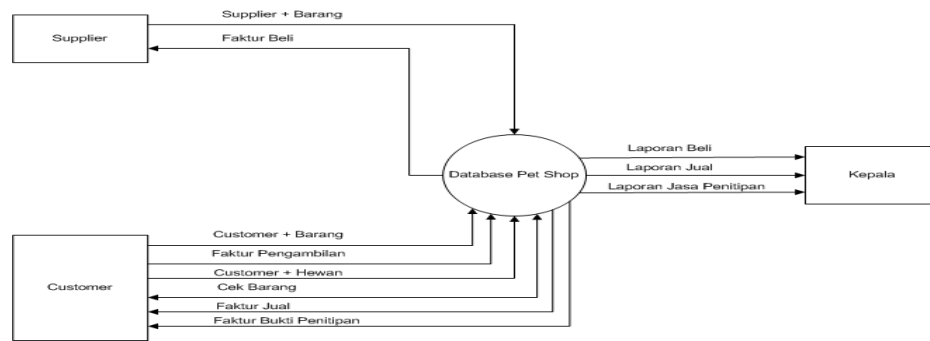 Supplier + Barang
Supplier
Faktur Beli
Database Pet Shop
Laporan Beli
Laporan Jual
Laporan Jasa Penitipan
Kepala
Customer + Barang
Faktur Pengambilan
Customer + Hewan
Customer
Cek Barang
Faktur Jual
Faktur Bukti Penitipan